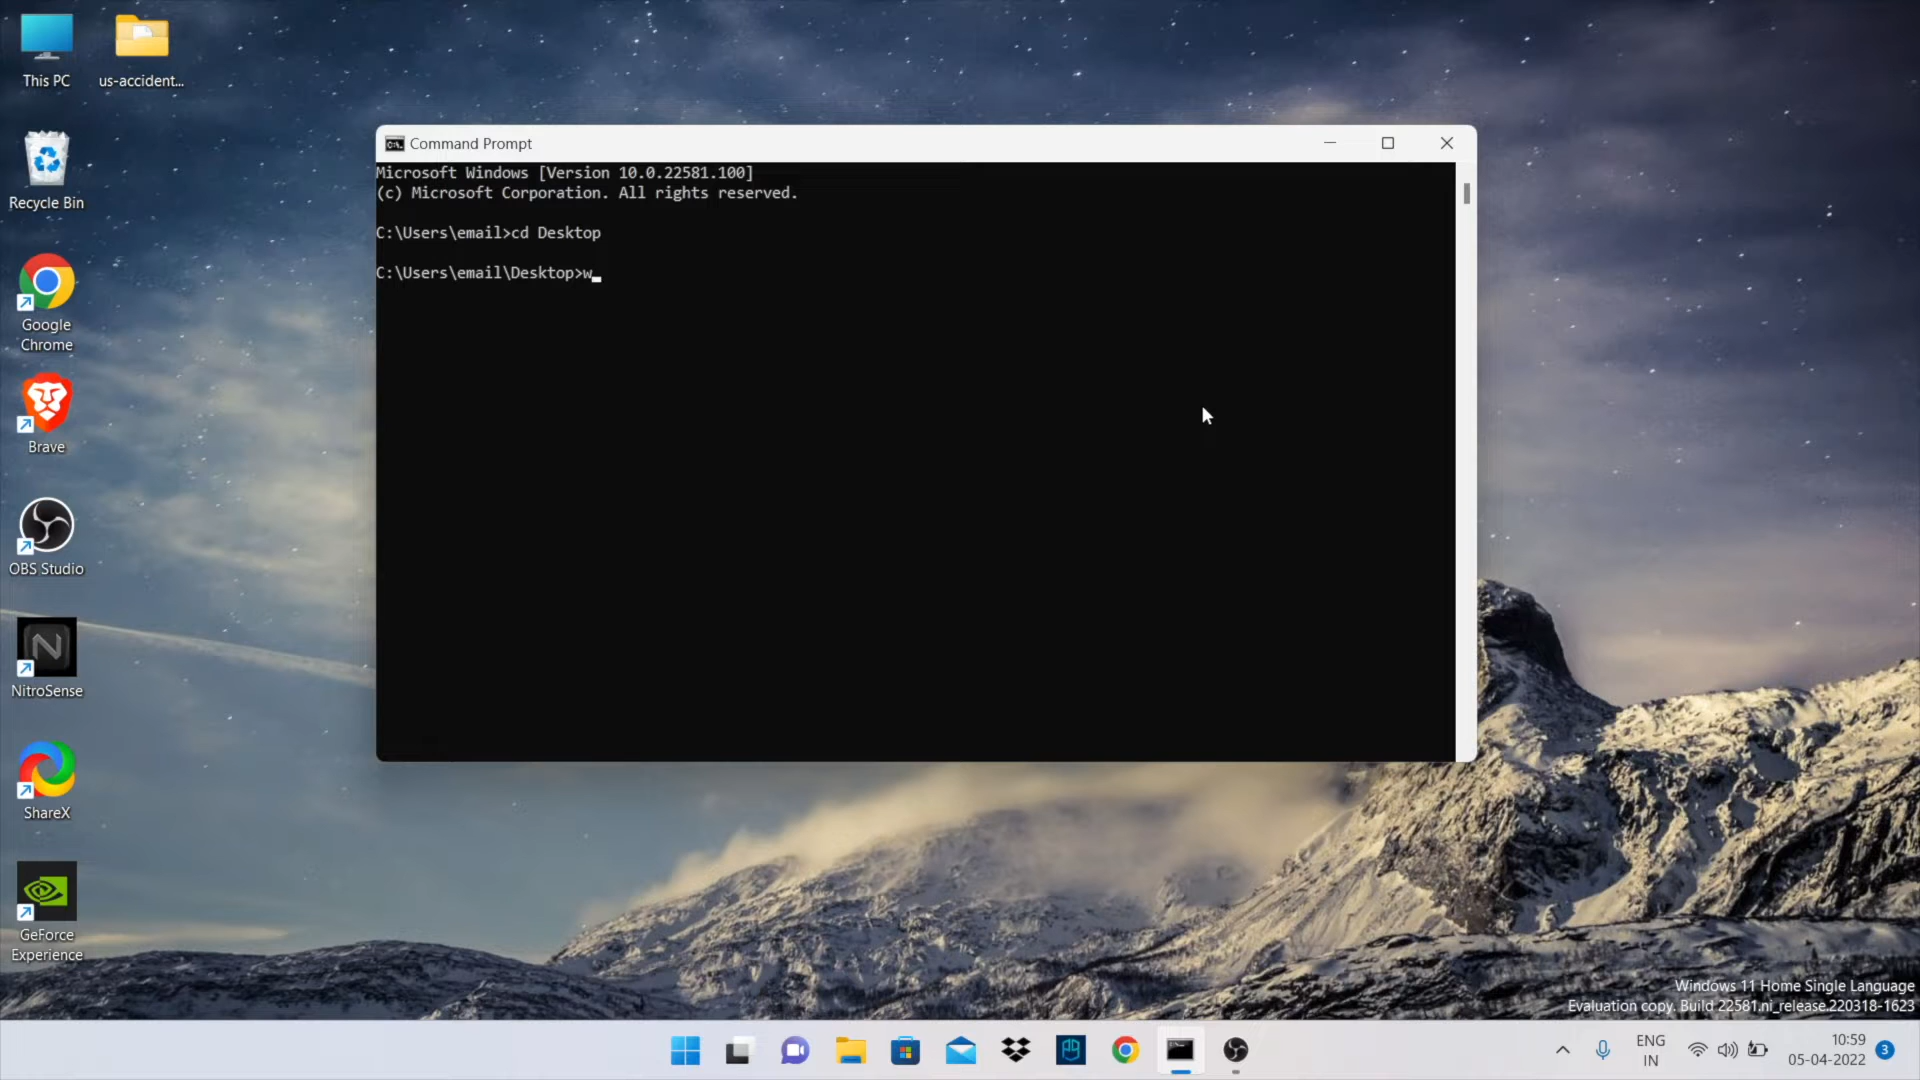 This PC
us-accident...
Recycle Bin
Google
Chrome
Brave
OBS Studio
NitroSense
ShareX
GeForce
Experience
Command Prompt
Microsoft Windows [Version 10.0.22581.100]
(c) Microsoft Corporation. All rights reserved.
C:\Users\email>cd Desktop
C:\Users\email\Desktop>w_
Windows 11 Home Single Language
Evaluation copy. Build 22581.ni_release.220318-1623
ENG
IN
10:59
05-04-2022
3